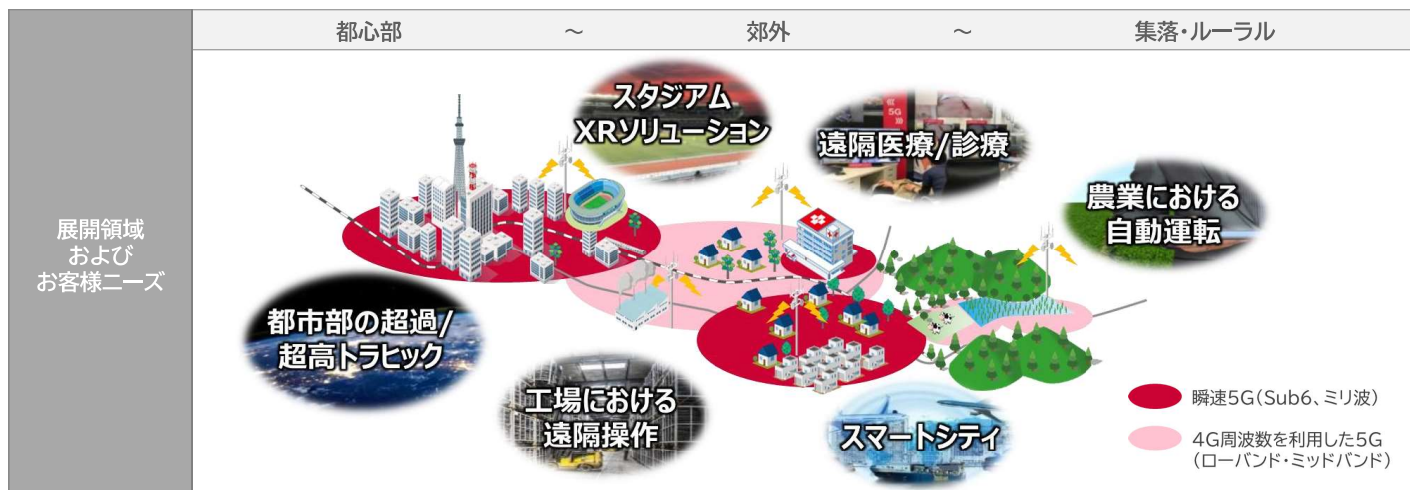 都心部 ～ 郊外 ～ 集落・ルーラル
展開領域
および
お客様ニーズ
スタジアム
XRソリューション
5G
遠隔医療/診療
農業における
自動運転
都市部の超過/
超高トラヒック
工場における
遠隔操作
スマートシティ
瞬速5G(Sub6、ミリ波)
4G周波数を利用した5G
(ローバンド・ミッドバンド)